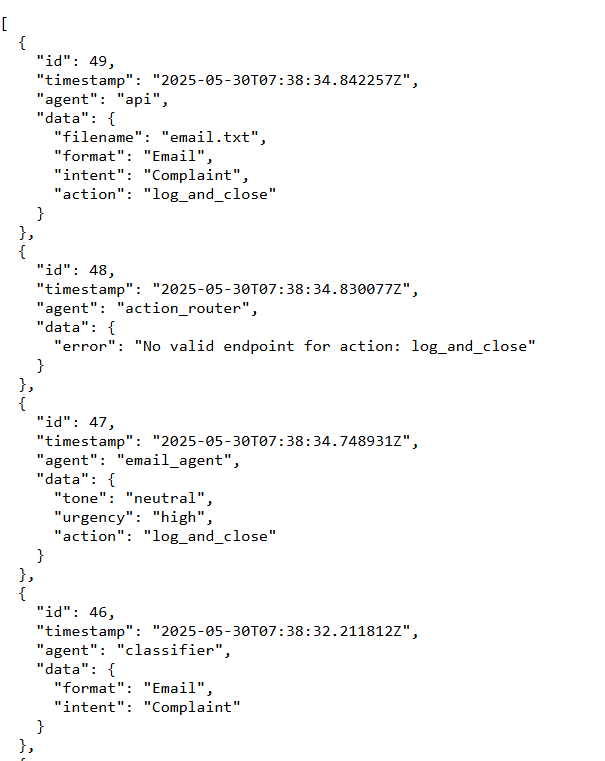 [
  {
    "id": 49,
    "timestamp": "2025-05-30T07:38:34.842257Z",
    "agent": "api",
    "data": {
      "filename": "email.txt",
      "format": "Email",
      "intent": "Complaint",
      "action": "log_and_close"
    }
  },
  {
    "id": 48,
    "timestamp": "2025-05-30T07:38:34.830077Z",
    "agent": "action_router",
    "data": {
      "error": "No valid endpoint for action: log_and_close"
    }
  },
  {
    "id": 47,
    "timestamp": "2025-05-30T07:38:34.748931Z",
    "agent": "email_agent",
    "data": {
      "tone": "neutral",
      "urgency": "high",
      "action": "log_and_close"
    }
  },
  {
    "id": 46,
    "timestamp": "2025-05-30T07:38:32.211812Z",
    "agent": "classifier",
    "data": {
      "format": "Email",
      "intent": "Complaint"
    }
  },
  {